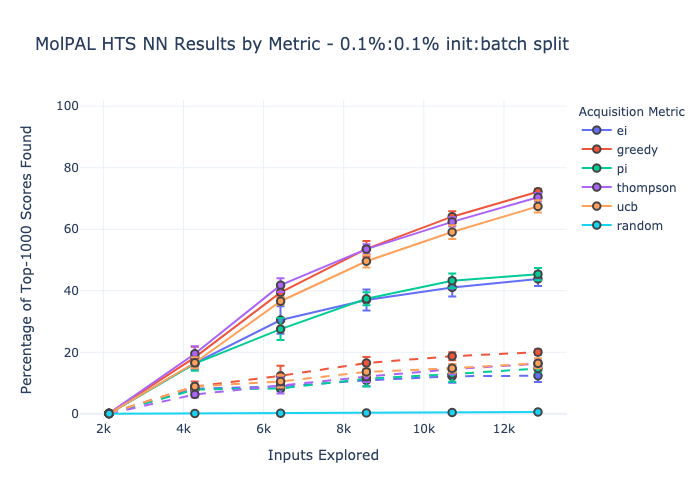 MolPAL HTS NN Results by Metric - 0.1%:0.1% init:batch split
Percentage of Top-1000 Scores Found
100
80
60
40
20
0
2k
4k
6k
8k
10k
12k
Inputs Explored
Acquisition Metric
ei
greedy
pi
thompson
ucb
random